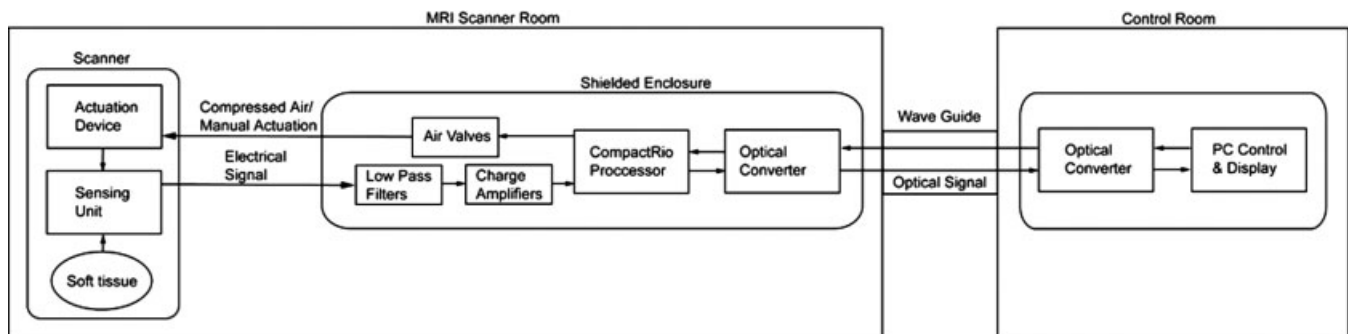 MRI Scanner Room
Control Room
Scanner
Shielded Enclosure
Actuation
Device
Compressed Air/
Manual Actuation
Air Valves
Wave Guide
CompactRio
Proccessor
Optical
Converter
Optical
Converter
PC Control
& Display
Electrical
Signal
Low Pass
Filters
Charge
Amplifiers
Optical Signal
Sensing
Unit
Soft tissue